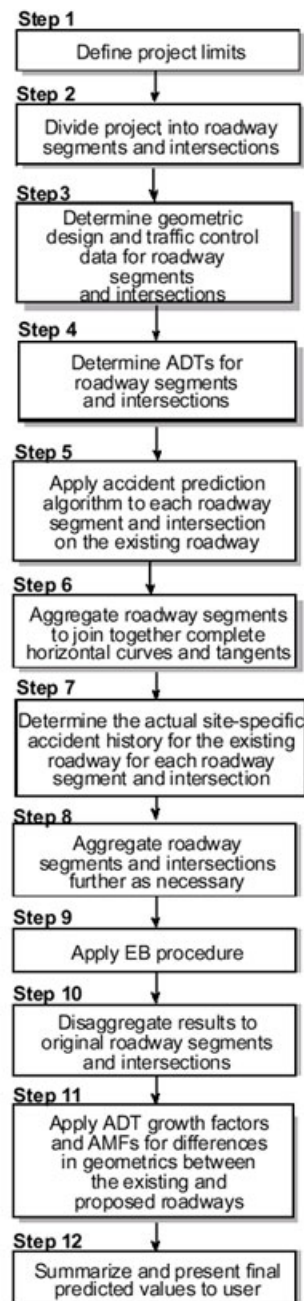 Step 1
Define project limits
Step 2
Divide project into roadway
segments and intersections
Step3
Determine geometric
design and traffic control
data for roadway
segments
and intersections
Step 4
Determine ADTs for
roadway segments
and intersections
Step 5
Apply accident prediction
algorithm to each roadway
segment and intersection
on the existing roadway
Step 6
Aggregate roadway segments
to join together complete
horizontal curves and tangents
Step 7
Determine the actual site-specific
accident history for the existing
roadway for each roadway
segment and intersection
Step 8
Aggregate roadway
segments and intersections
further as necessary
Step 9
Apply EB procedure
Step 10
Disaggregate results to
original roadway segments
and intersections
Step 11
Apply ADT growth factors
and AMFs for differences
in geometrics between
the existing and
proposed roadways
Step 12
Summarize and present final
predicted values to user